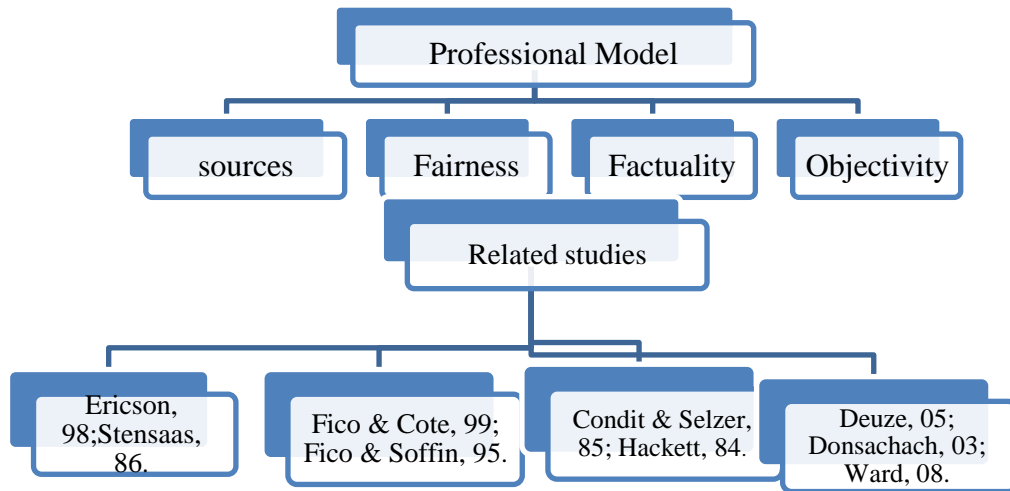 Professional Model
sources
Fairness
Factuality
Objectivity
Related studies
Ericson,
98;Stensaas,
86.
Fico & Cote, 99;
Fico & Soffin, 95.
Condit & Selzer,
85; Hackett, 84.
Deuze, 05;
Donsachach, 03;
Ward, 08.